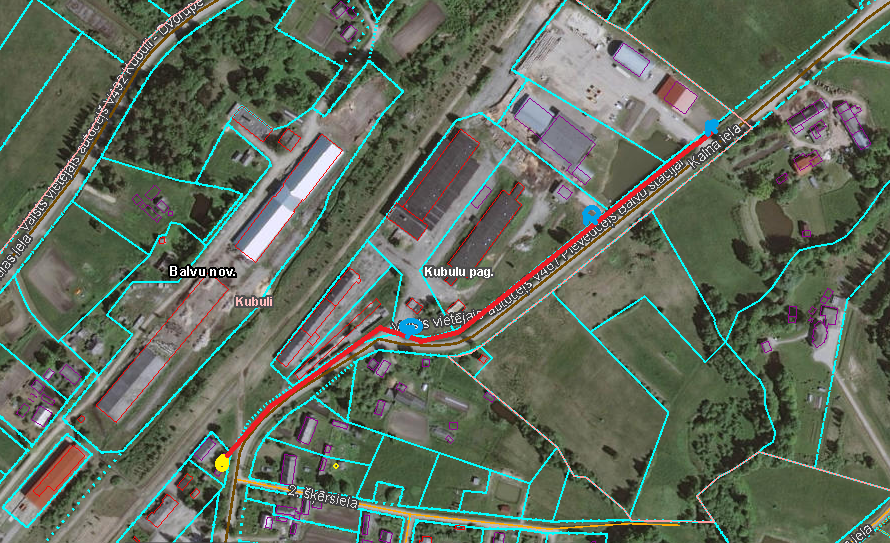 Valsts vietējais autoceļš V492 Kubuli - Dvorupe
Kalna iela
Valsts vietējais autoceļš V491 Pievedceļš Balvu stacijai
Balvu nov.
Kubulu pag.
Kubuli
2. šķērsiela